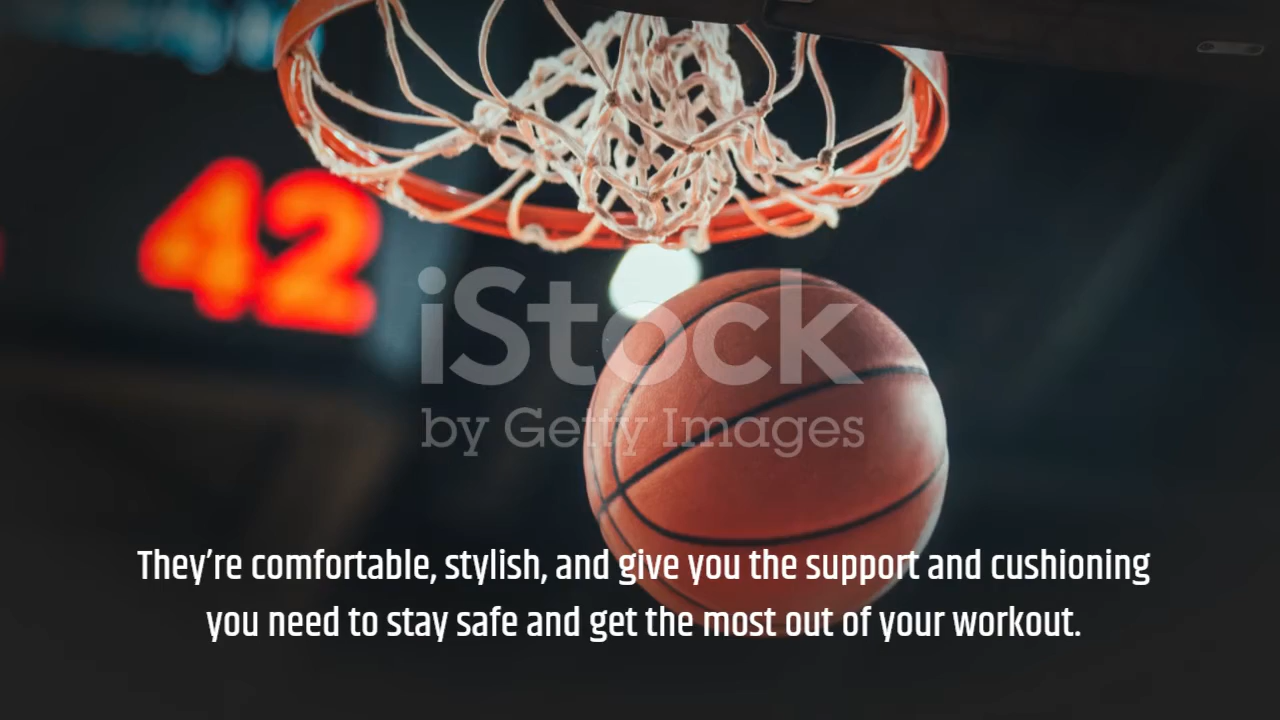 42
iStock
by Getty Images
They’re comfortable, stylish, and give you the support and cushioning
you need to stay safe and get the most out of your workout.